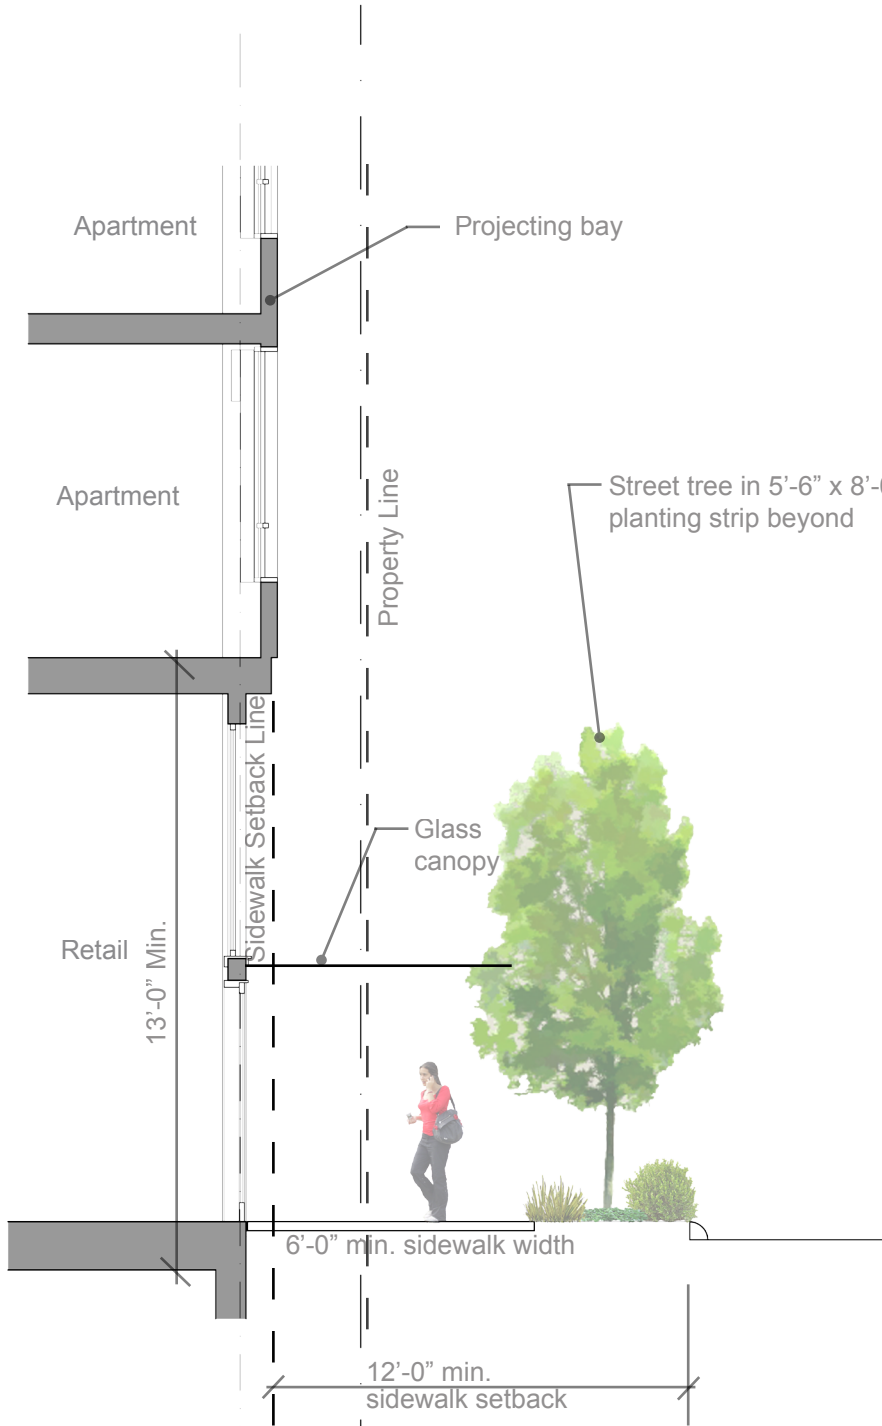 Apartment
Projecting bay
Apartment
Street tree in 5’-6” x 8’-
planting strip beyond
Property Line
Sidewalk Setback Line
Glass
canopy
Retail
13’-0” Min.
6’-0” min. sidewalk width
12’-0” min.
sidewalk setback